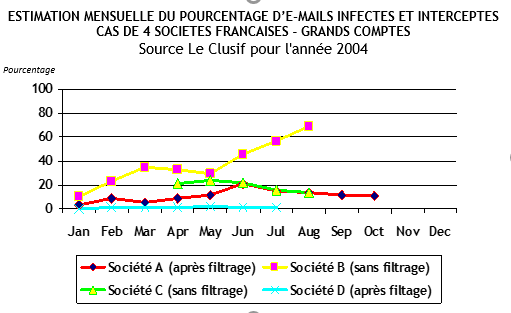 ESTIMATION MENSUELLE DU POURCENTAGE D'E-MAILS INFECTES ET INTERCEPTES
CAS DE 4 SOCIETES FRANCAISES - GRANDS COMPTES
Source Le Clusif pour l'année 2004
Pourcentage
100
80
60
40
20
0
Jan Feb Mar Apr May Jun Jul Aug Sep Oct Nov Dec
Société A (après filtrage) Société B (sans filtrage)
Société C (sans filtrage) Société D (après filtage)